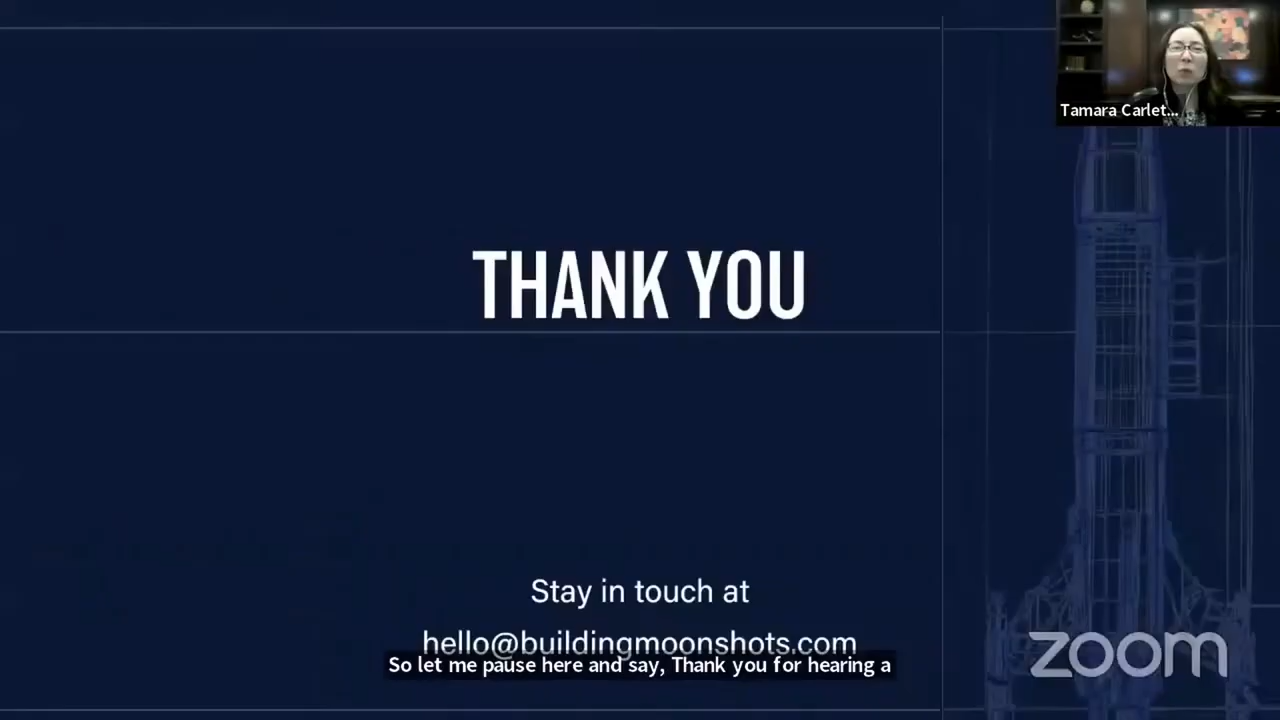 Tamara Carlet...
THANK YOU
Stay in touch at
hello@buildingmoonshots.com
So let me pause here and say, Thank you for hearing a
zoom